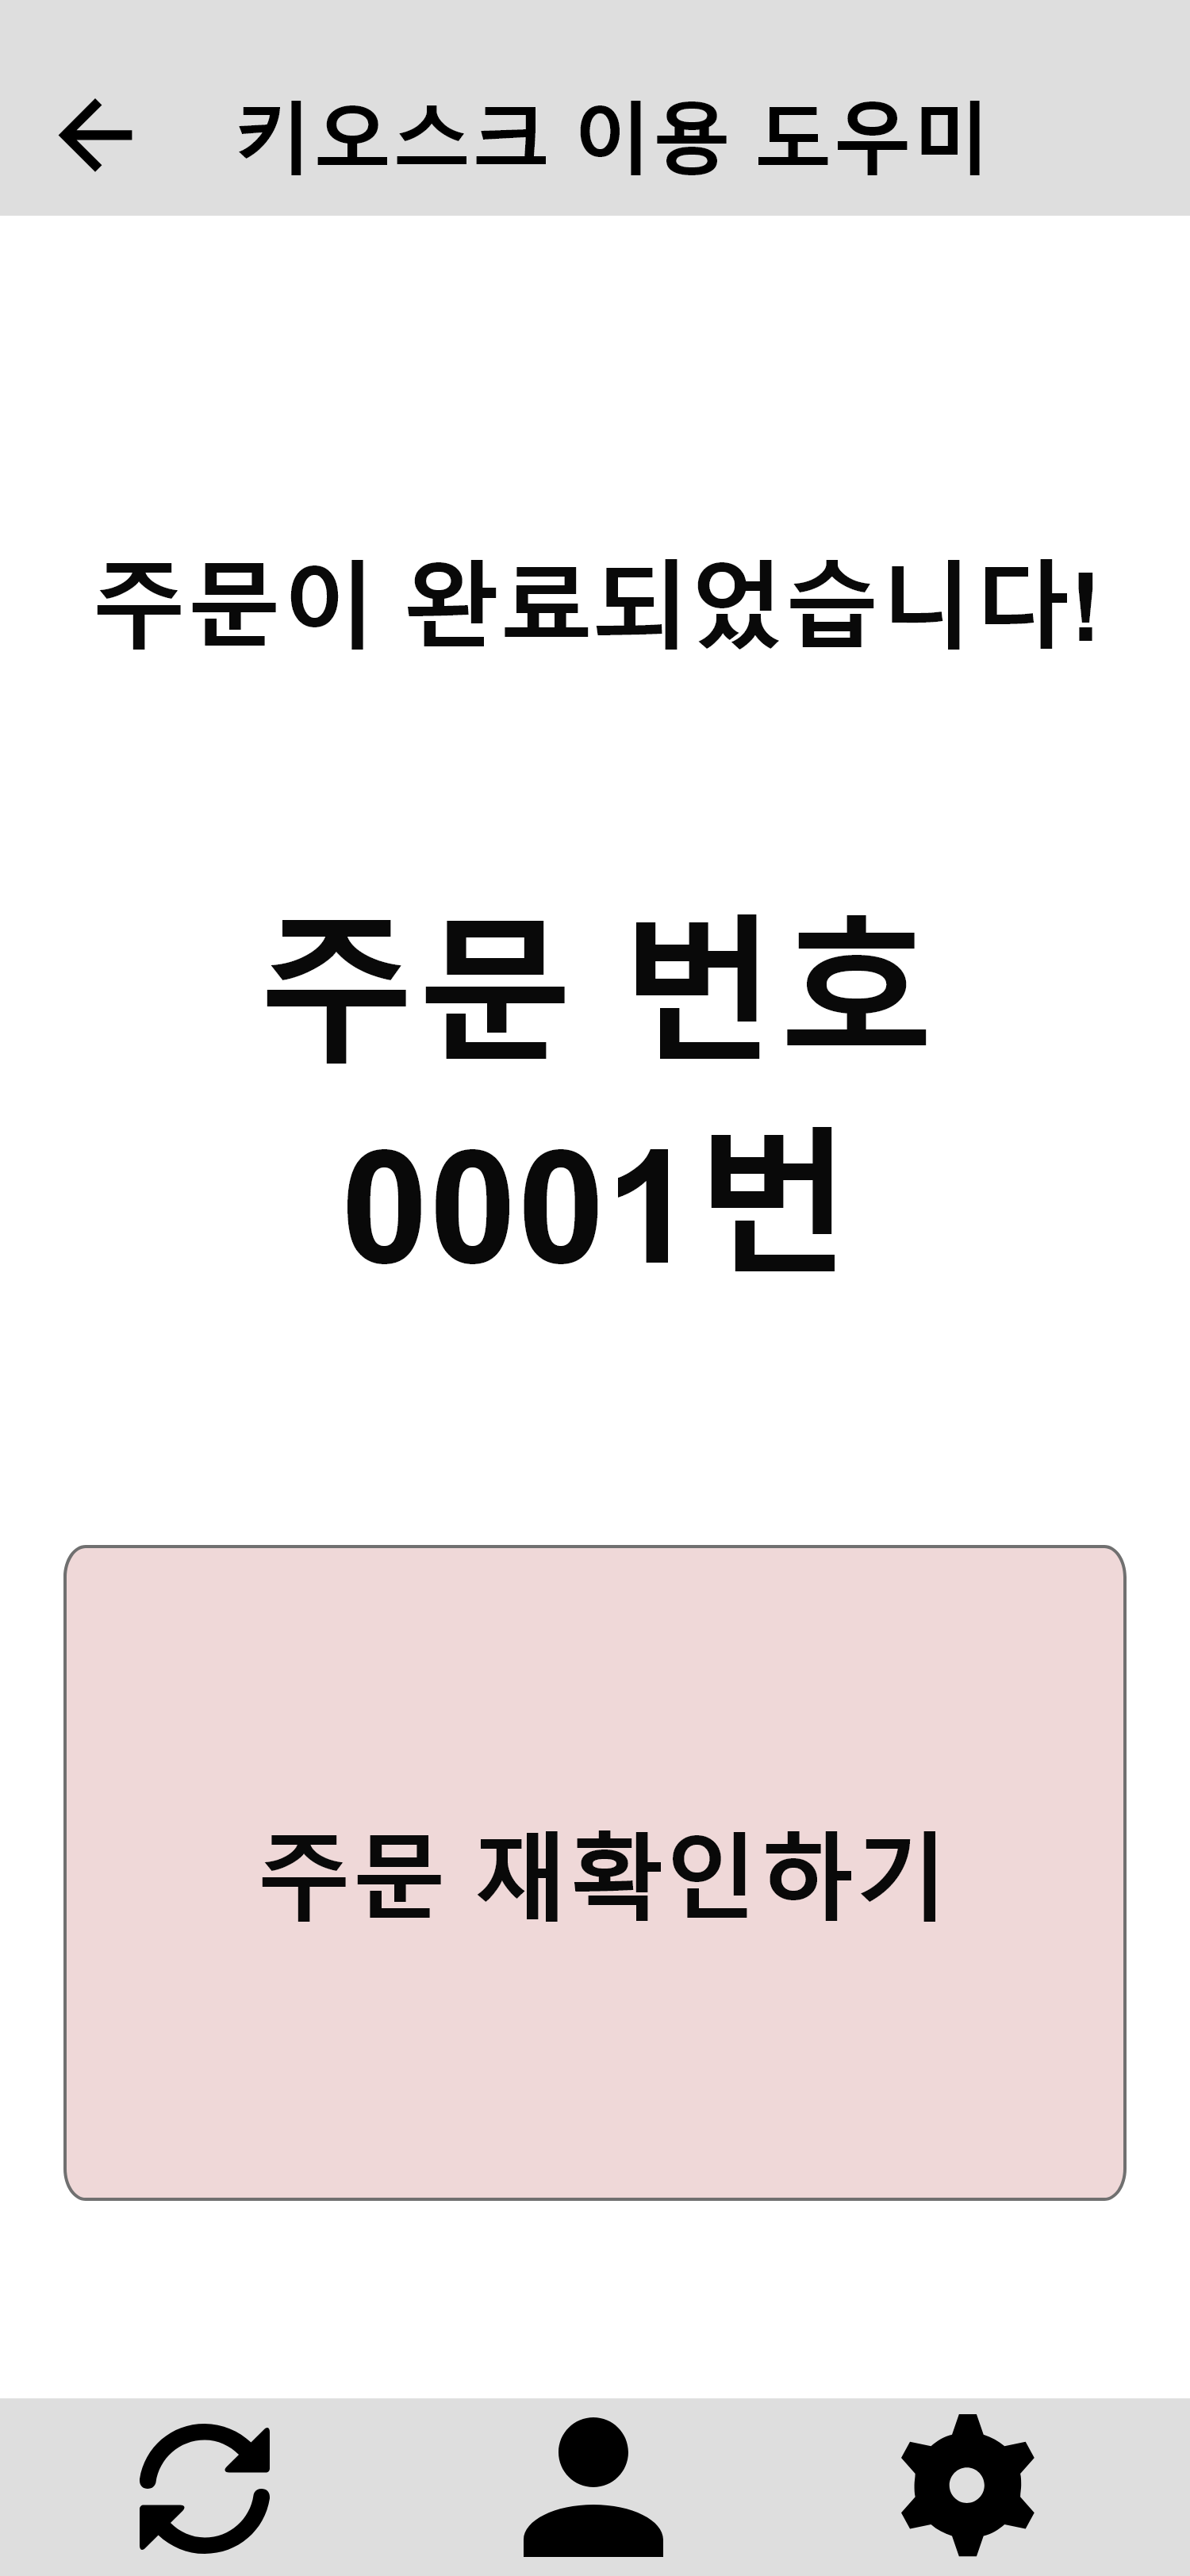 키오스크 이용 도우미
주문이 완료되었습니다!
주문 번호
0001번
주문 재확인하기